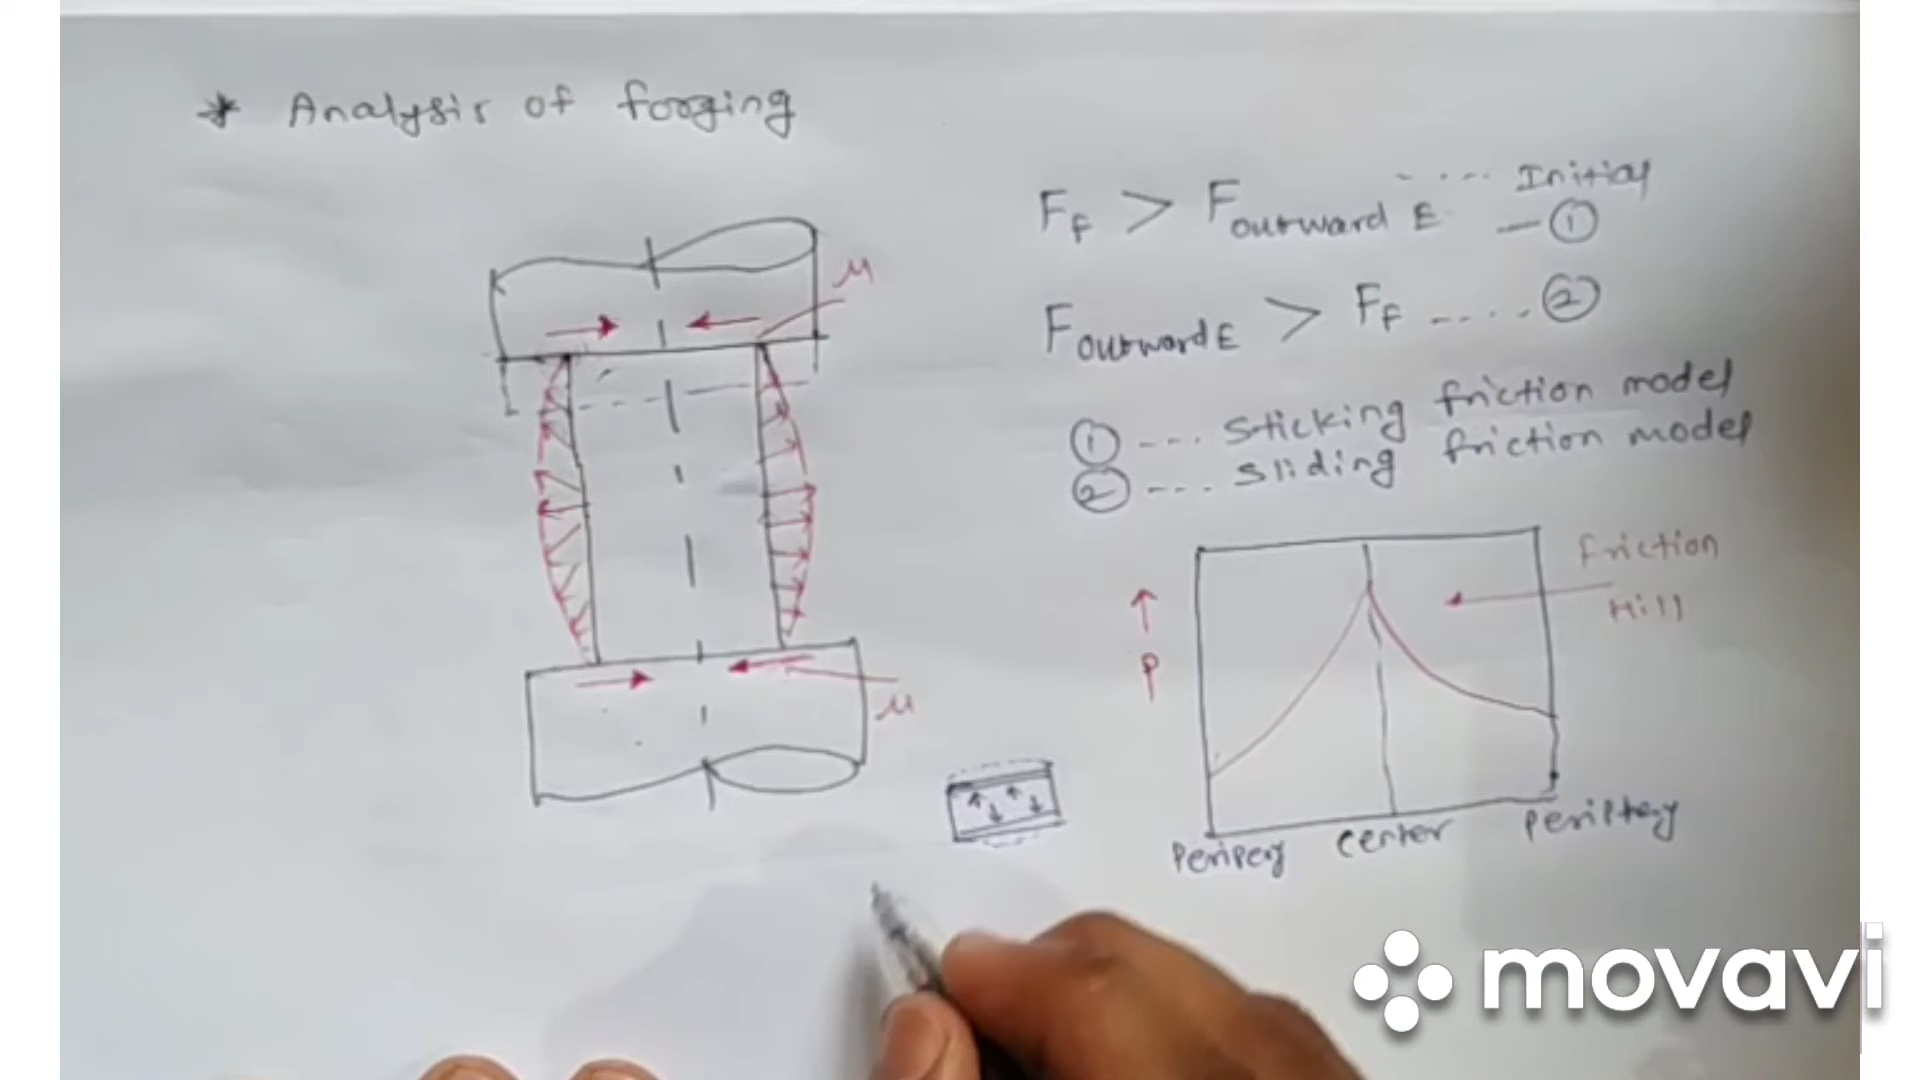 * Analysis of forging
F_F > F_outward E ..... Initial
— ①
F_outward E > F_F ..... ②
① --- sticking friction model
② --- sliding friction model
μ
μ
↑
P
Friction
Hill
Peripery center Periphery
movavi